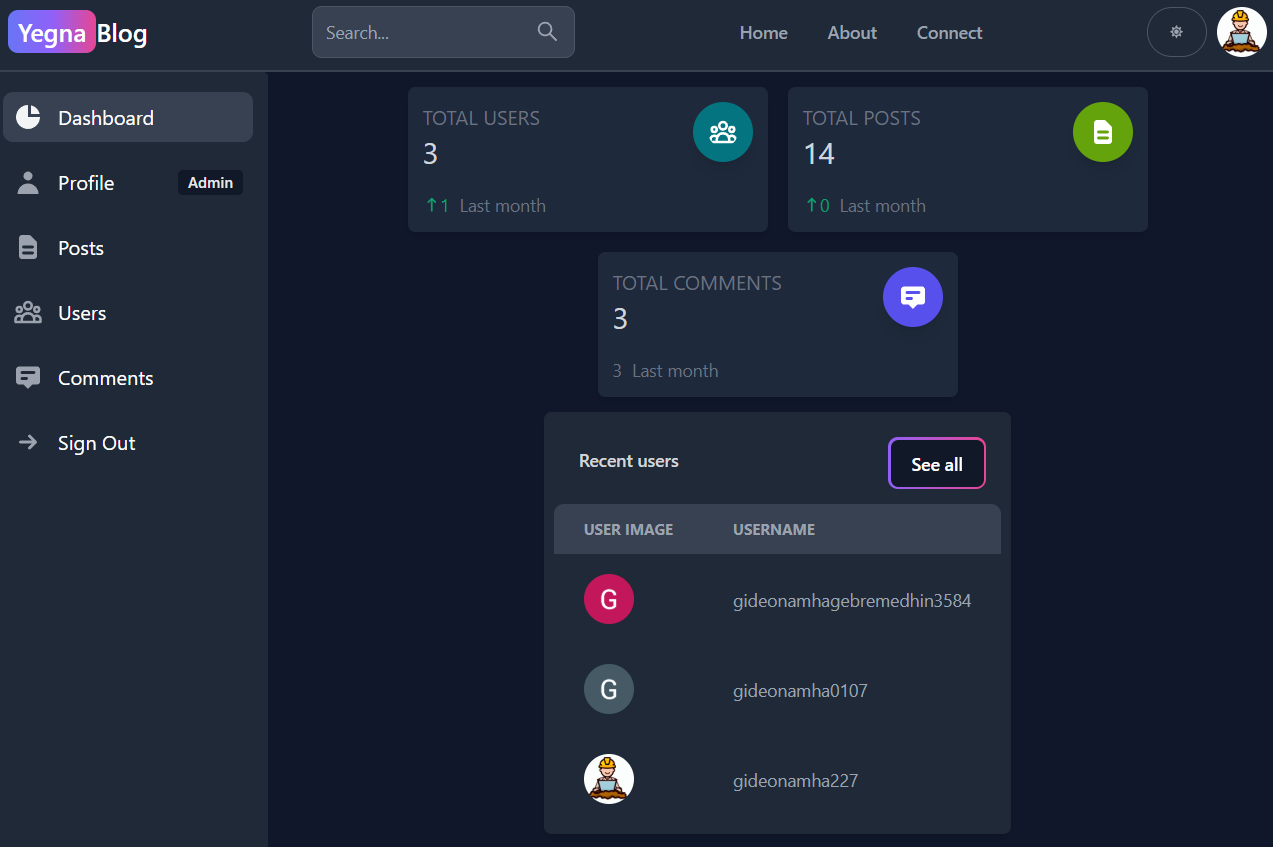 Yegna Blog
Search...
Home
About
Connect
Dashboard
Profile
Admin
Posts
Users
Comments
Sign Out
TOTAL USERS
3
↑1 Last month
TOTAL POSTS
14
↑0 Last month
TOTAL COMMENTS
3
3 Last month
Recent users
See all
USER IMAGE USERNAME
G gideonamhagebremedhin3584
G gideonamha0107
gideonamha227